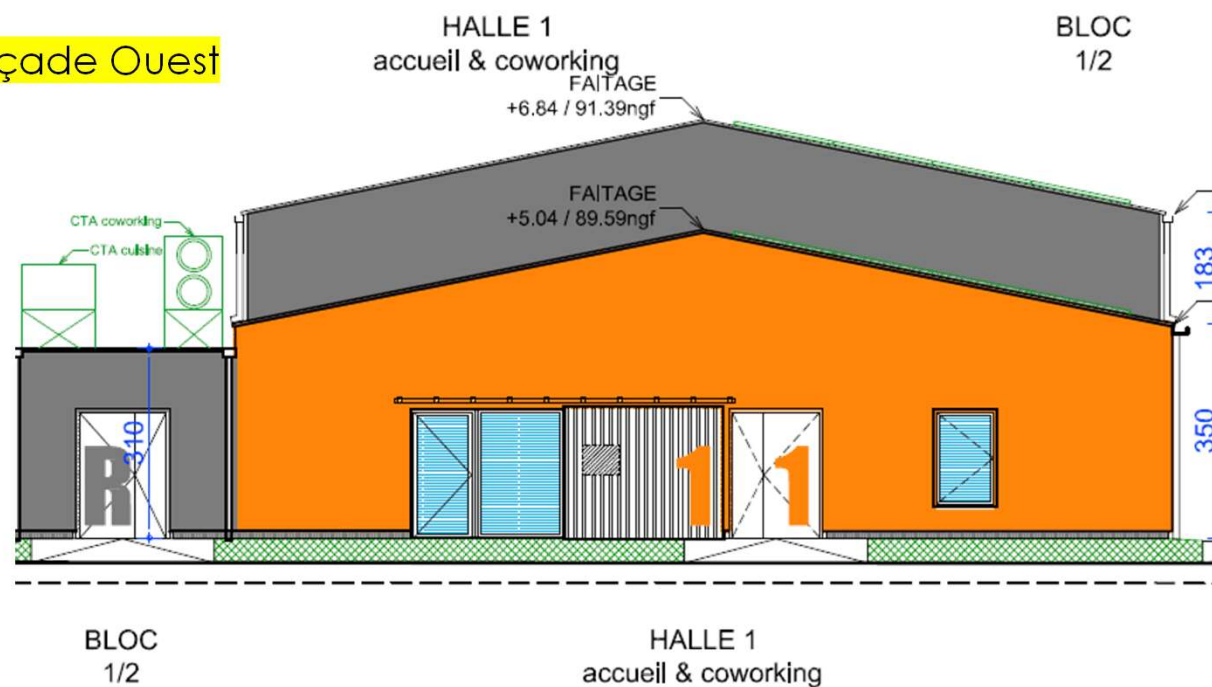 çade Ouest
HALLE 1
accueil & coworking
BLOC
1/2
FAITAGE
+6.84 / 91.39ngf
FAITAGE
+5.04 / 89.59ngf
CTA coworking
CTA cuisine
183
350
310
R
1 1
BLOC
1/2
HALLE 1
accueil & coworking